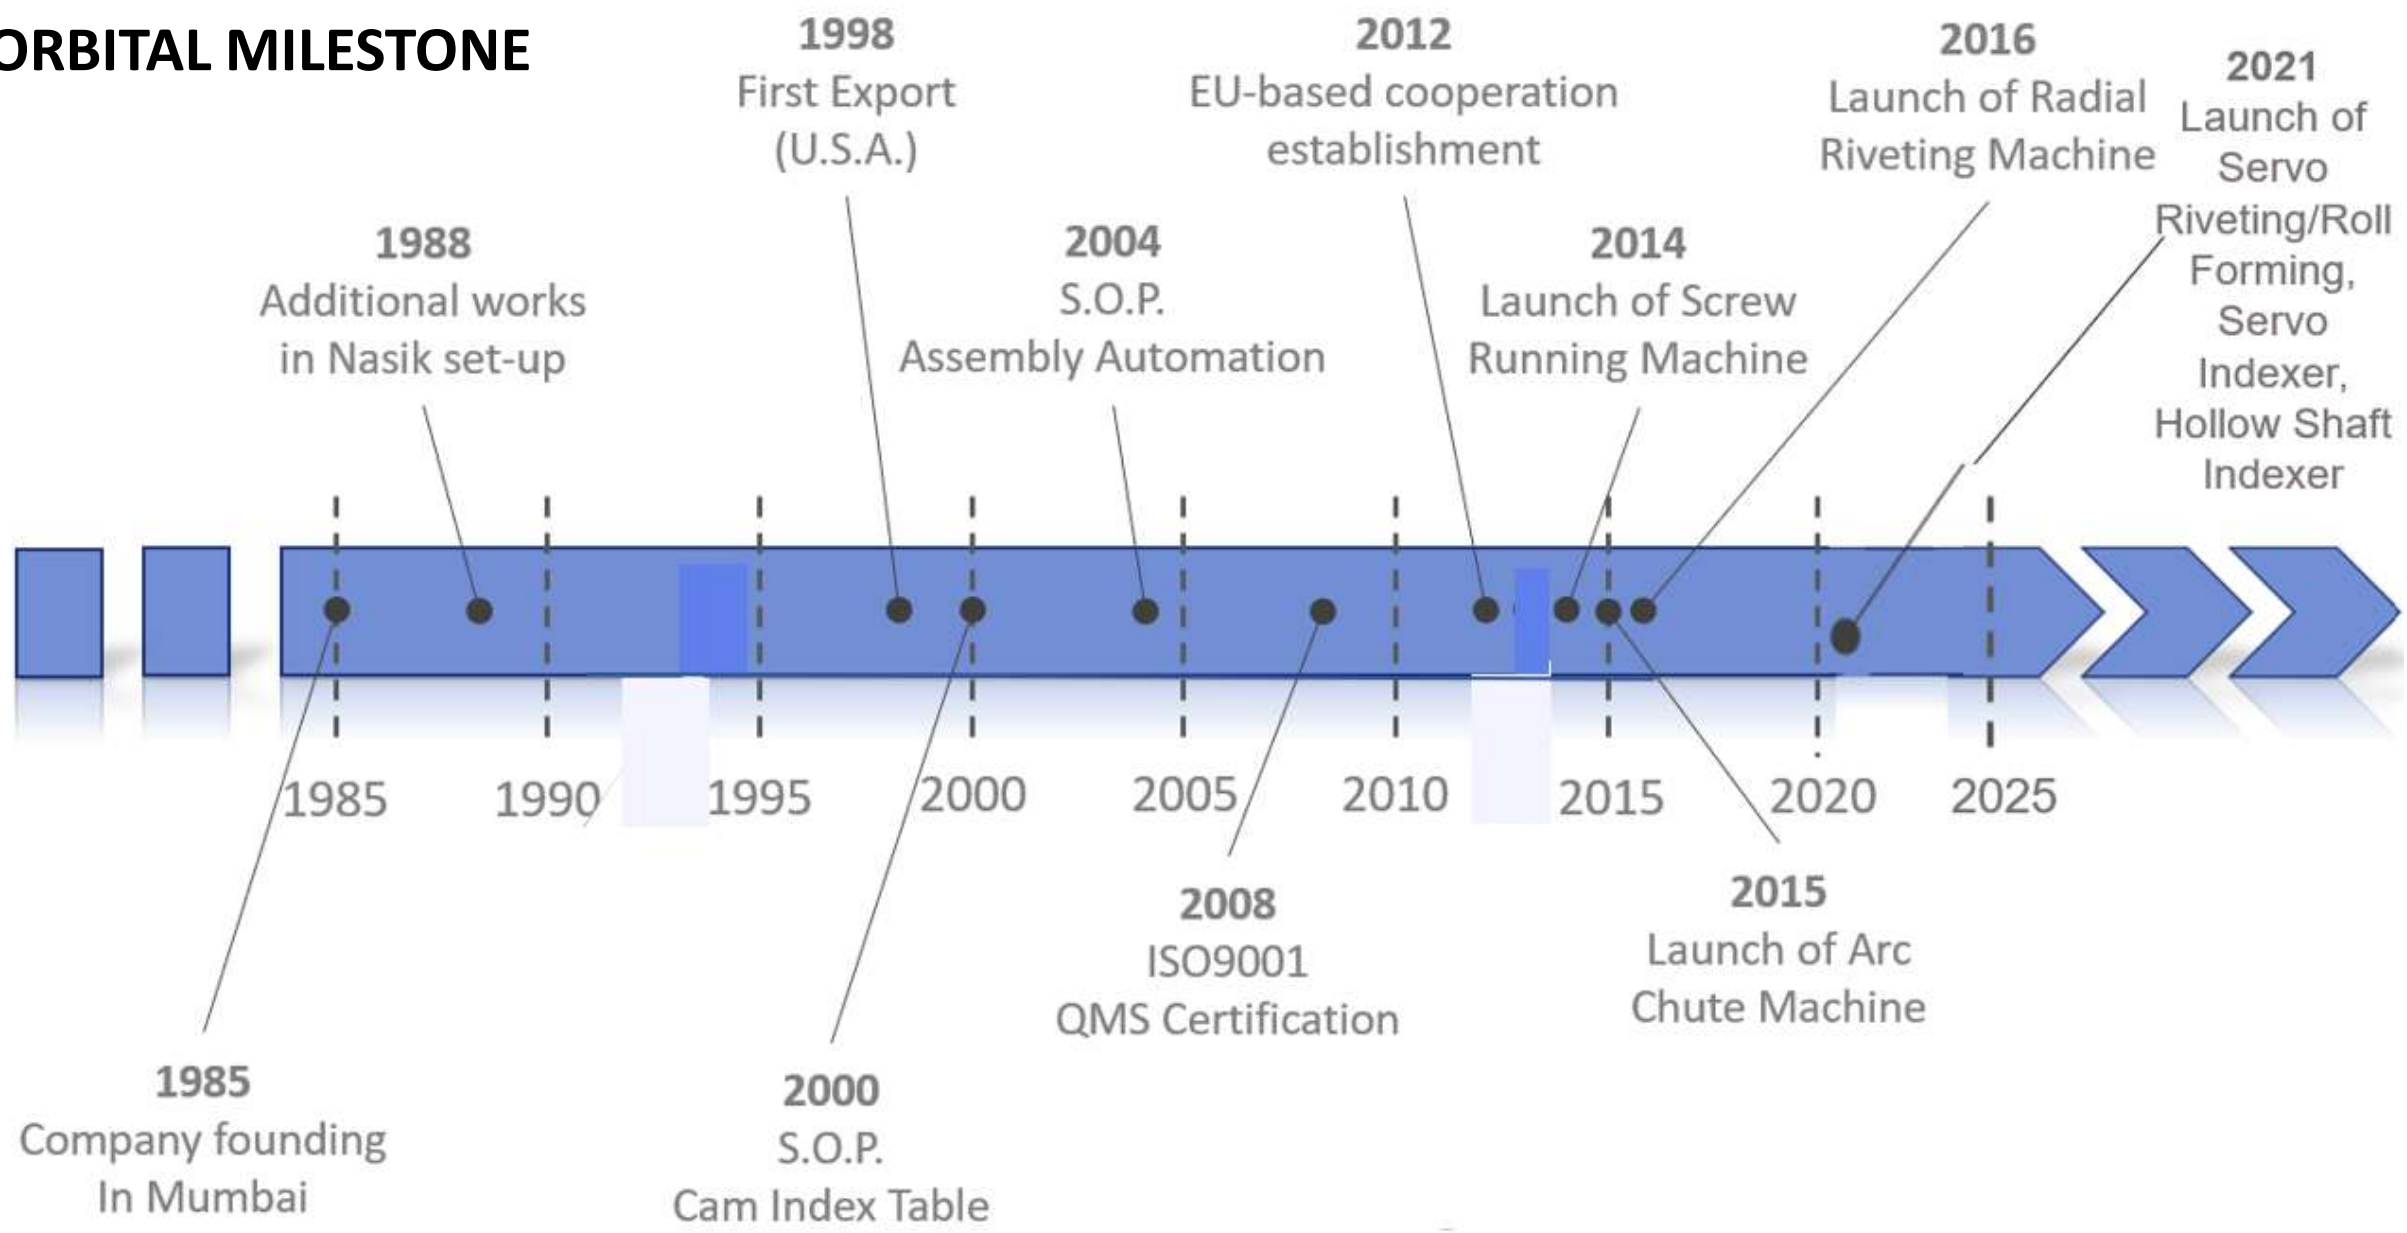 ORBITAL MILESTONE
1998
First Export
(U.S.A.)
2012
EU-based cooperation
establishment
2016
Launch of Radial
Riveting Machine
2021
Launch of
Servo
Riveting/Roll
Forming,
Servo
Indexer,
Hollow Shaft
Indexer
1988
Additional works
in Nasik set-up
2004
S.O.P.
Assembly Automation
2014
Launch of Screw
Running Machine
1985
1990
1995
2000
2005
2010
2015
2020
2025
1985
Company founding
In Mumbai
2000
S.O.P.
Cam Index Table
2008
ISO9001
QMS Certification
2015
Launch of Arc
Chute Machine